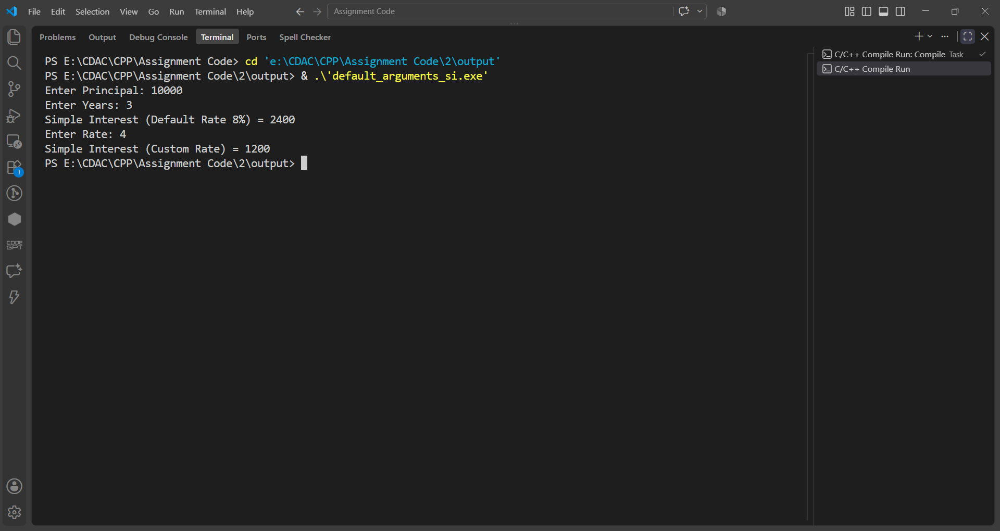 File Edit Selection View Go Run Terminal Help
Assignment Code
Problems Output Debug Console Terminal Ports Spell Checker
PS E:\CDAC\CPP\Assignment Code> cd 'e:\CDAC\CPP\Assignment Code\2\output'
PS E:\CDAC\CPP\Assignment Code\2\output> & .\'default_arguments_si.exe'
Enter Principal: 10000
Enter Years: 3
Simple Interest (Default Rate 8%) = 2400
Enter Rate: 4
Simple Interest (Custom Rate) = 1200
PS E:\CDAC\CPP\Assignment Code\2\output>
C/C++ Compile Run: Compile Task
C/C++ Compile Run
1
CODE
GPT